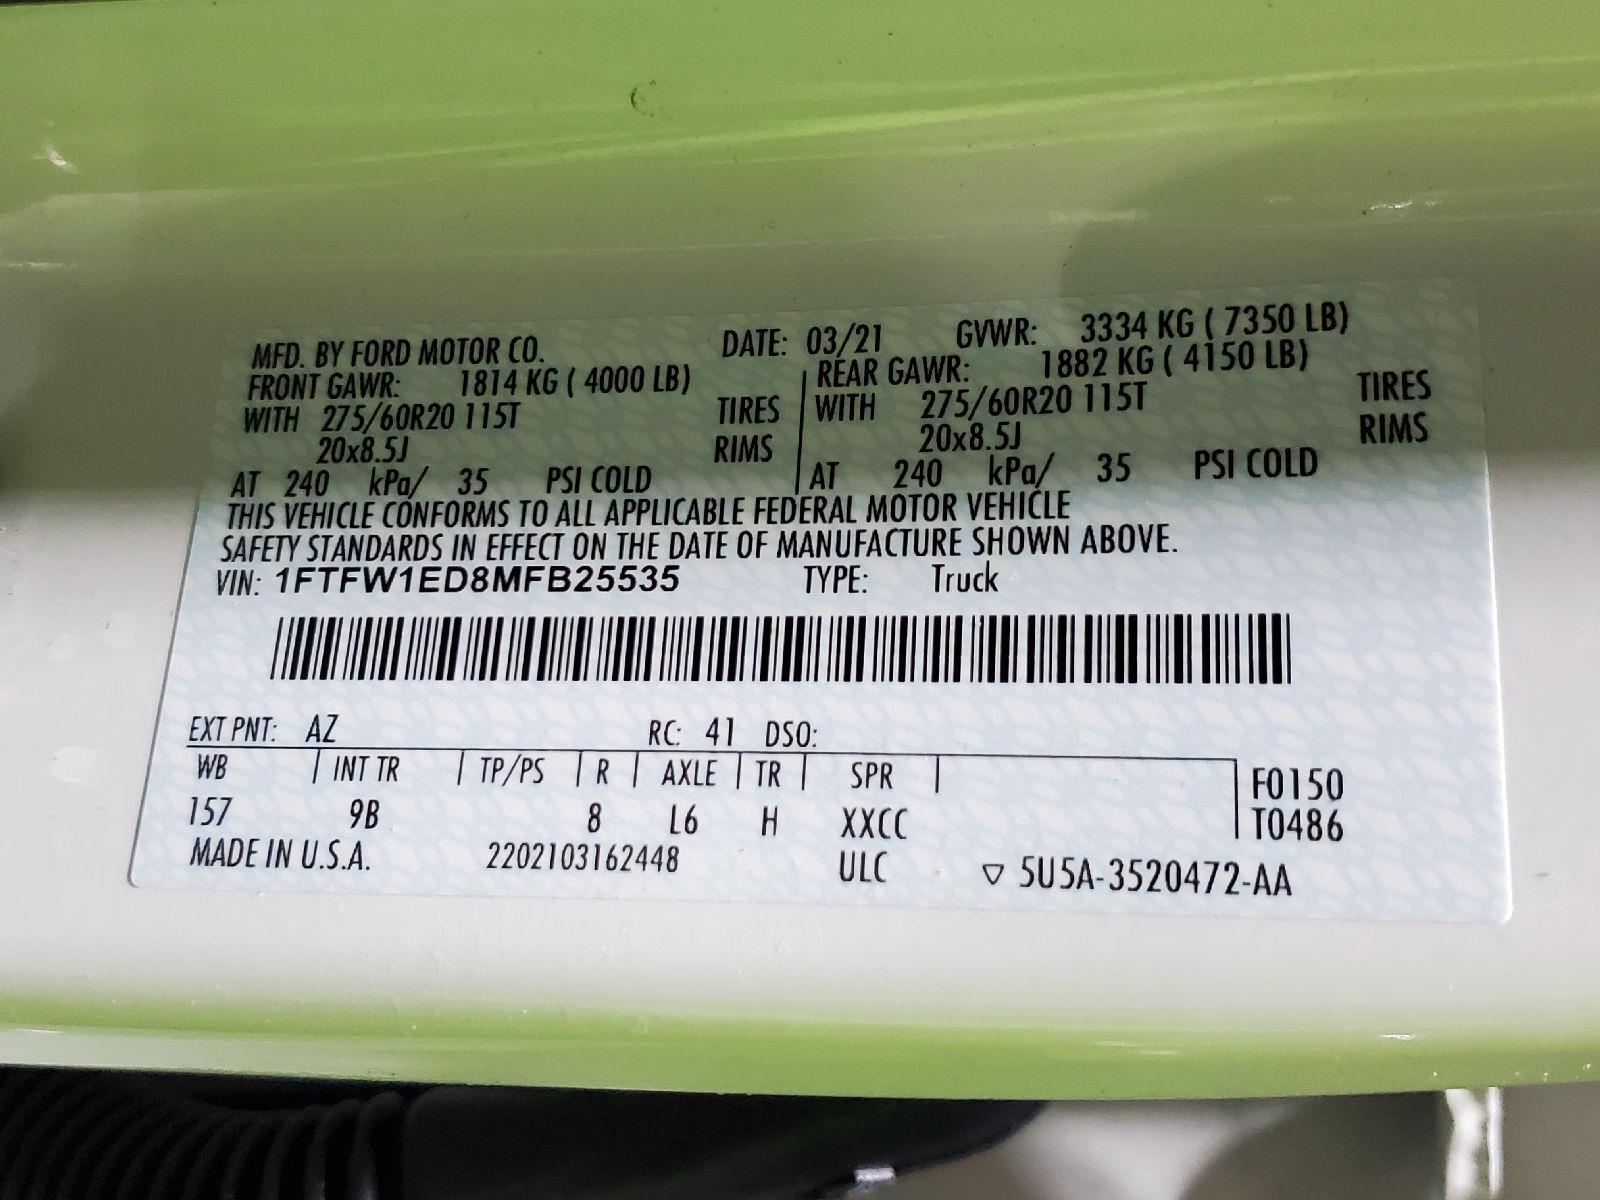 MFD. BY FORD MOTOR CO. DATE: 03/21 GVWR: 3334 KG ( 7350 LB)
FRONT GAWR: 1814 KG ( 4000 LB) REAR GAWR: 1882 KG ( 4150 LB)
WITH 275/60R20 115T TIRES WITH 275/60R20 115T TIRES
20x8.5J RIMS 20x8.5J RIMS
AT 240 kPa/ 35 PSI COLD AT 240 kPa/ 35 PSI COLD
THIS VEHICLE CONFORMS TO ALL APPLICABLE FEDERAL MOTOR VEHICLE
SAFETY STANDARDS IN EFFECT ON THE DATE OF MANUFACTURE SHOWN ABOVE.
VIN: 1FTFW1ED8MFB25535 TYPE: Truck
EXT PNT: AZ RC: 41 DSO:
WB INT TR TP/PS R AXLE TR SPR F0150
157 9B 8 L6 H XXCC T0486
MADE IN U.S.A. 2202103162448 ULC ▽ 5U5A-3520472-AA